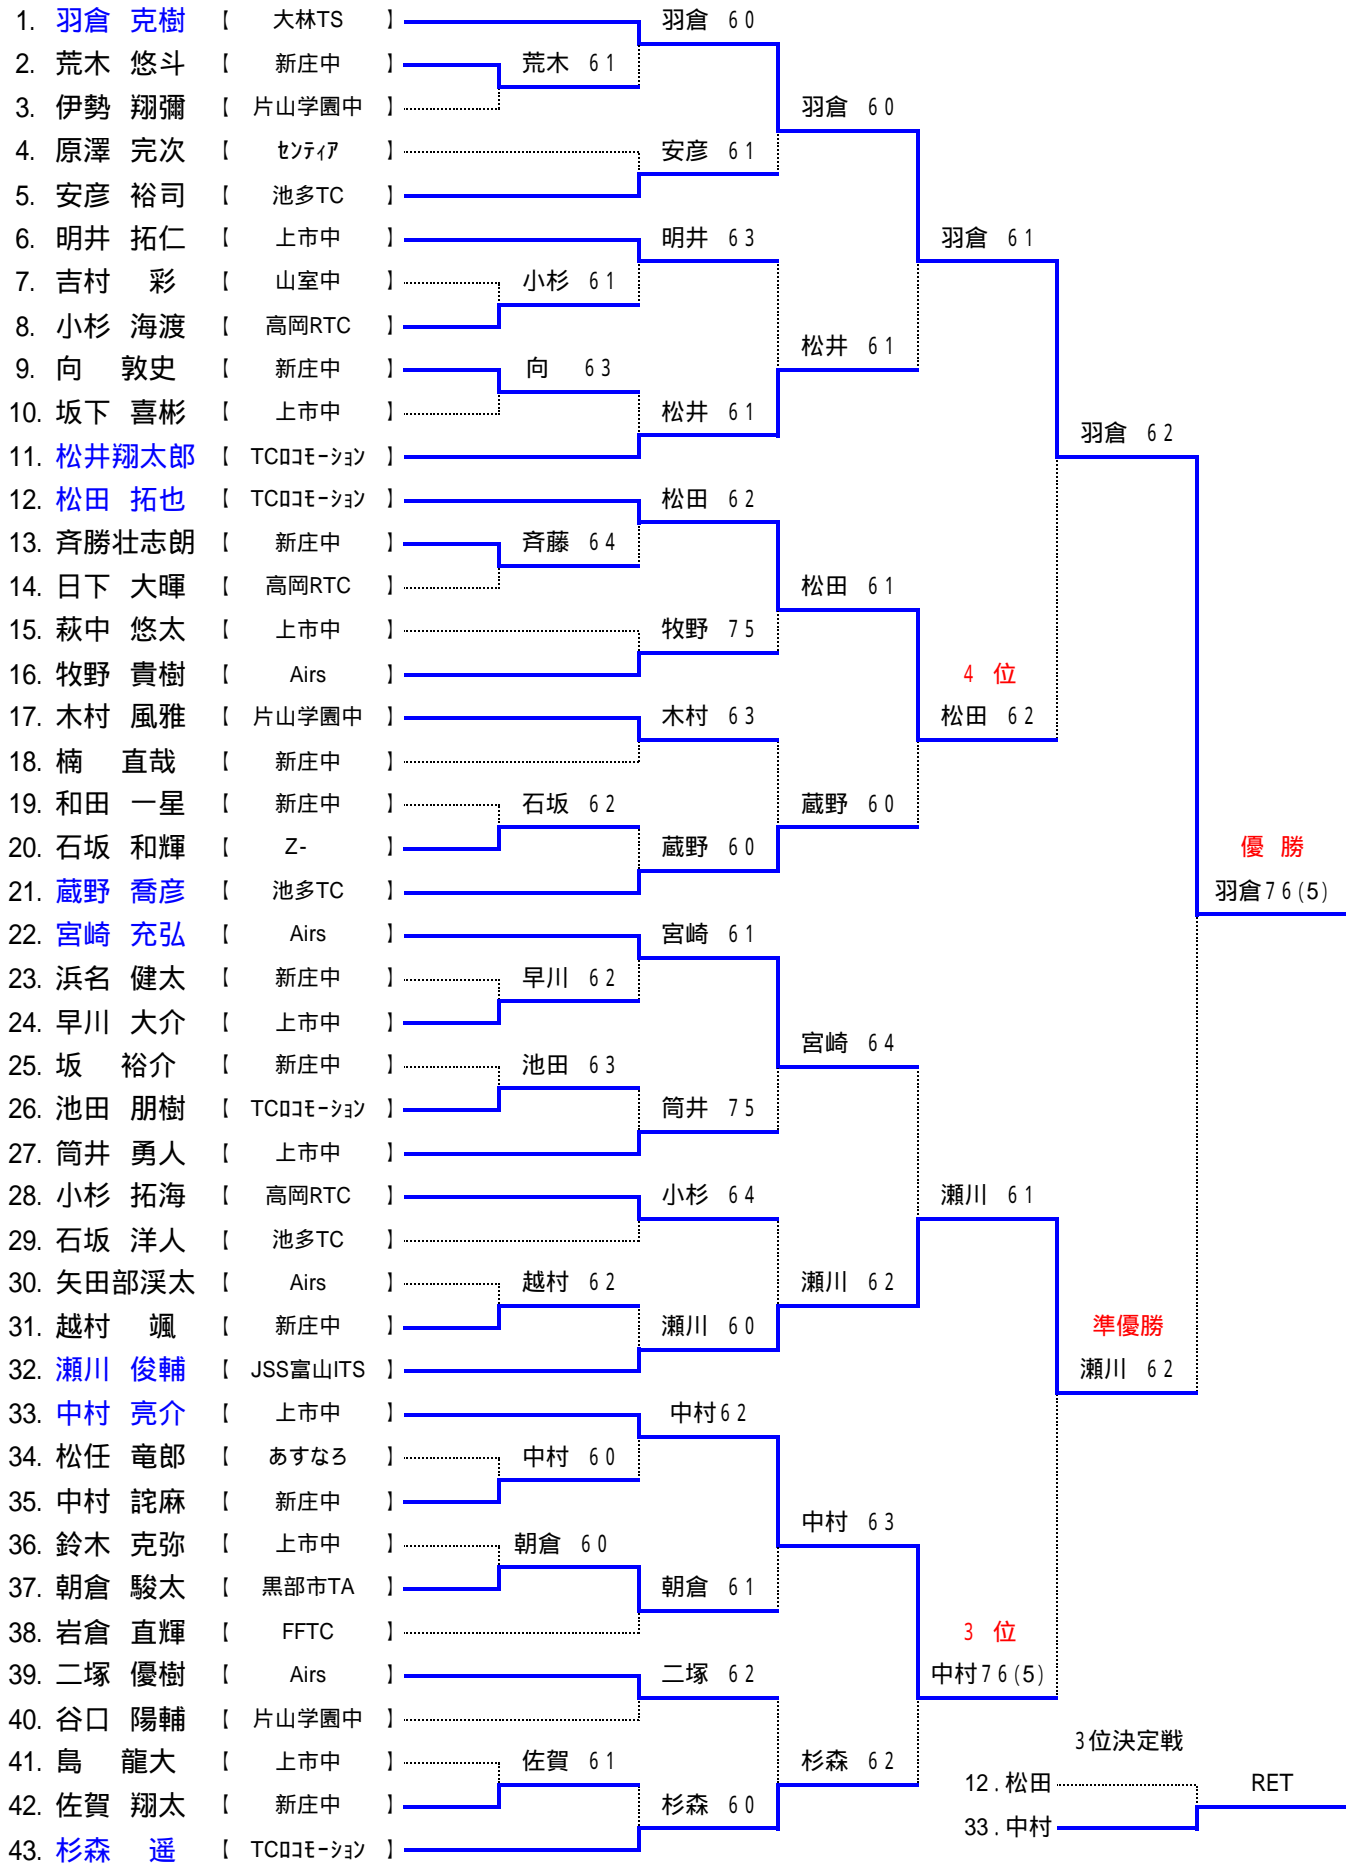 1. 羽倉 克樹 【 大林TS 】 羽倉 6 0
2. 荒木 悠斗 【 新庄中 】 荒木 6 1
3. 伊勢 翔彌 【 片山学園中 】 羽倉 6 0
4. 原澤 完次 【 ｾﾝﾃｨｱ 】 安彦 6 1
5. 安彦 裕司 【 池多TC 】
6. 明井 拓仁 【 上市中 】 明井 6 3 羽倉 6 1
7. 吉村 彩 【 山室中 】 小杉 6 1
8. 小杉 海渡 【 高岡RTC 】 松井 6 1
9. 向 敦史 【 新庄中 】 向 6 3
10. 坂下 喜彬 【 上市中 】 松井 6 1
羽倉 6 2
11. 松井翔太郎 【 TCﾛｺﾓｰｼｮﾝ 】
12. 松田 拓也 【 TCﾛｺﾓｰｼｮﾝ 】 松田 6 2
13. 斉勝壮志朗 【 新庄中 】 斉藤 6 4
14. 日下 大暉 【 高岡RTC 】 松田 6 1
15. 萩中 悠太 【 上市中 】 牧野 7 5
16. 牧野 貴樹 【 Airs 】 4 位
17. 木村 風雅 【 片山学園中 】 木村 6 3 松田 6 2
18. 楠 直哉 【 新庄中 】
19. 和田 一星 【 新庄中 】 石坂 6 2 蔵野 6 0
20. 石坂 和輝 【 Z- 】 蔵野 6 0 優 勝
21. 蔵野 喬彦 【 池多TC 】 羽倉 7 6 (5)
22. 宮崎 充弘 【 Airs 】 宮崎 6 1
23. 浜名 健太 【 新庄中 】 早川 6 2
24. 早川 大介 【 上市中 】 宮崎 6 4
25. 坂 裕介 【 新庄中 】 池田 6 3
26. 池田 朋樹 【 TCﾛｺﾓｰｼｮﾝ 】 筒井 7 5
27. 筒井 勇人 【 上市中 】
28. 小杉 拓海 【 高岡RTC 】 小杉 6 4 瀬川 6 1
29. 石坂 洋人 【 池多TC 】
30. 矢田部渓太 【 Airs 】 越村 6 2 瀬川 6 2
31. 越村 颯 【 新庄中 】 瀬川 6 0 準優勝
32. 瀬川 俊輔 【 JSS富山ITS 】 瀬川 6 2
33. 中村 亮介 【 上市中 】 中村 6 2
34. 松任 竜郎 【 あすなろ 】 中村 6 0
35. 中村 詫麻 【 新庄中 】 中村 6 3
36. 鈴木 克弥 【 上市中 】 朝倉 6 0
37. 朝倉 駿太 【 黒部市TA 】 朝倉 6 1
38. 岩倉 直輝 【 FFTC 】 3 位
39. 二塚 優樹 【 Airs 】 二塚 6 2 中村 7 6 (5)
40. 谷口 陽輔 【 片山学園中 】
3位決定戦
41. 島 龍大 【 上市中 】 佐賀 6 1 杉森 6 2
12 . 松田 RET
42. 佐賀 翔太 【 新庄中 】 杉森 6 0
33 . 中村
43. 杉森 遥 【 TCﾛｺﾓｰｼｮﾝ 】